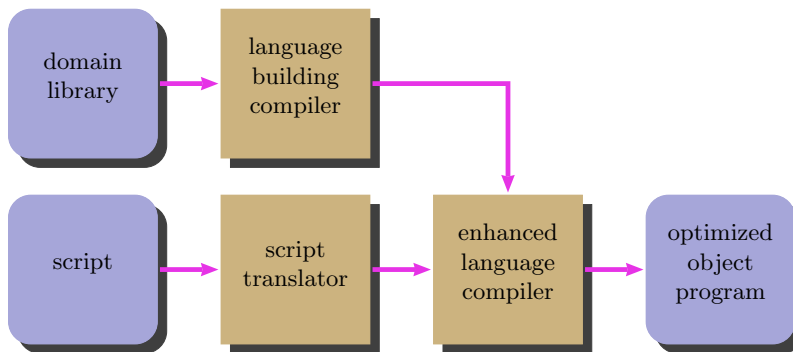 domain
library
language
building
compiler
script
script
translator
enhanced
language
compiler
optimized
object
program